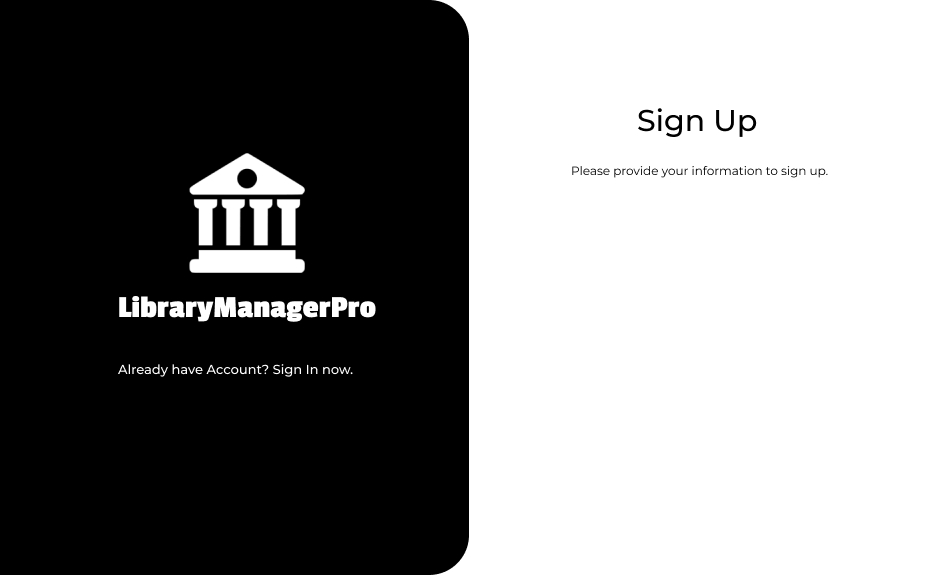 LibraryManagerPro
Already have Account? Sign In now.
Sign Up
Please provide your information to sign up.